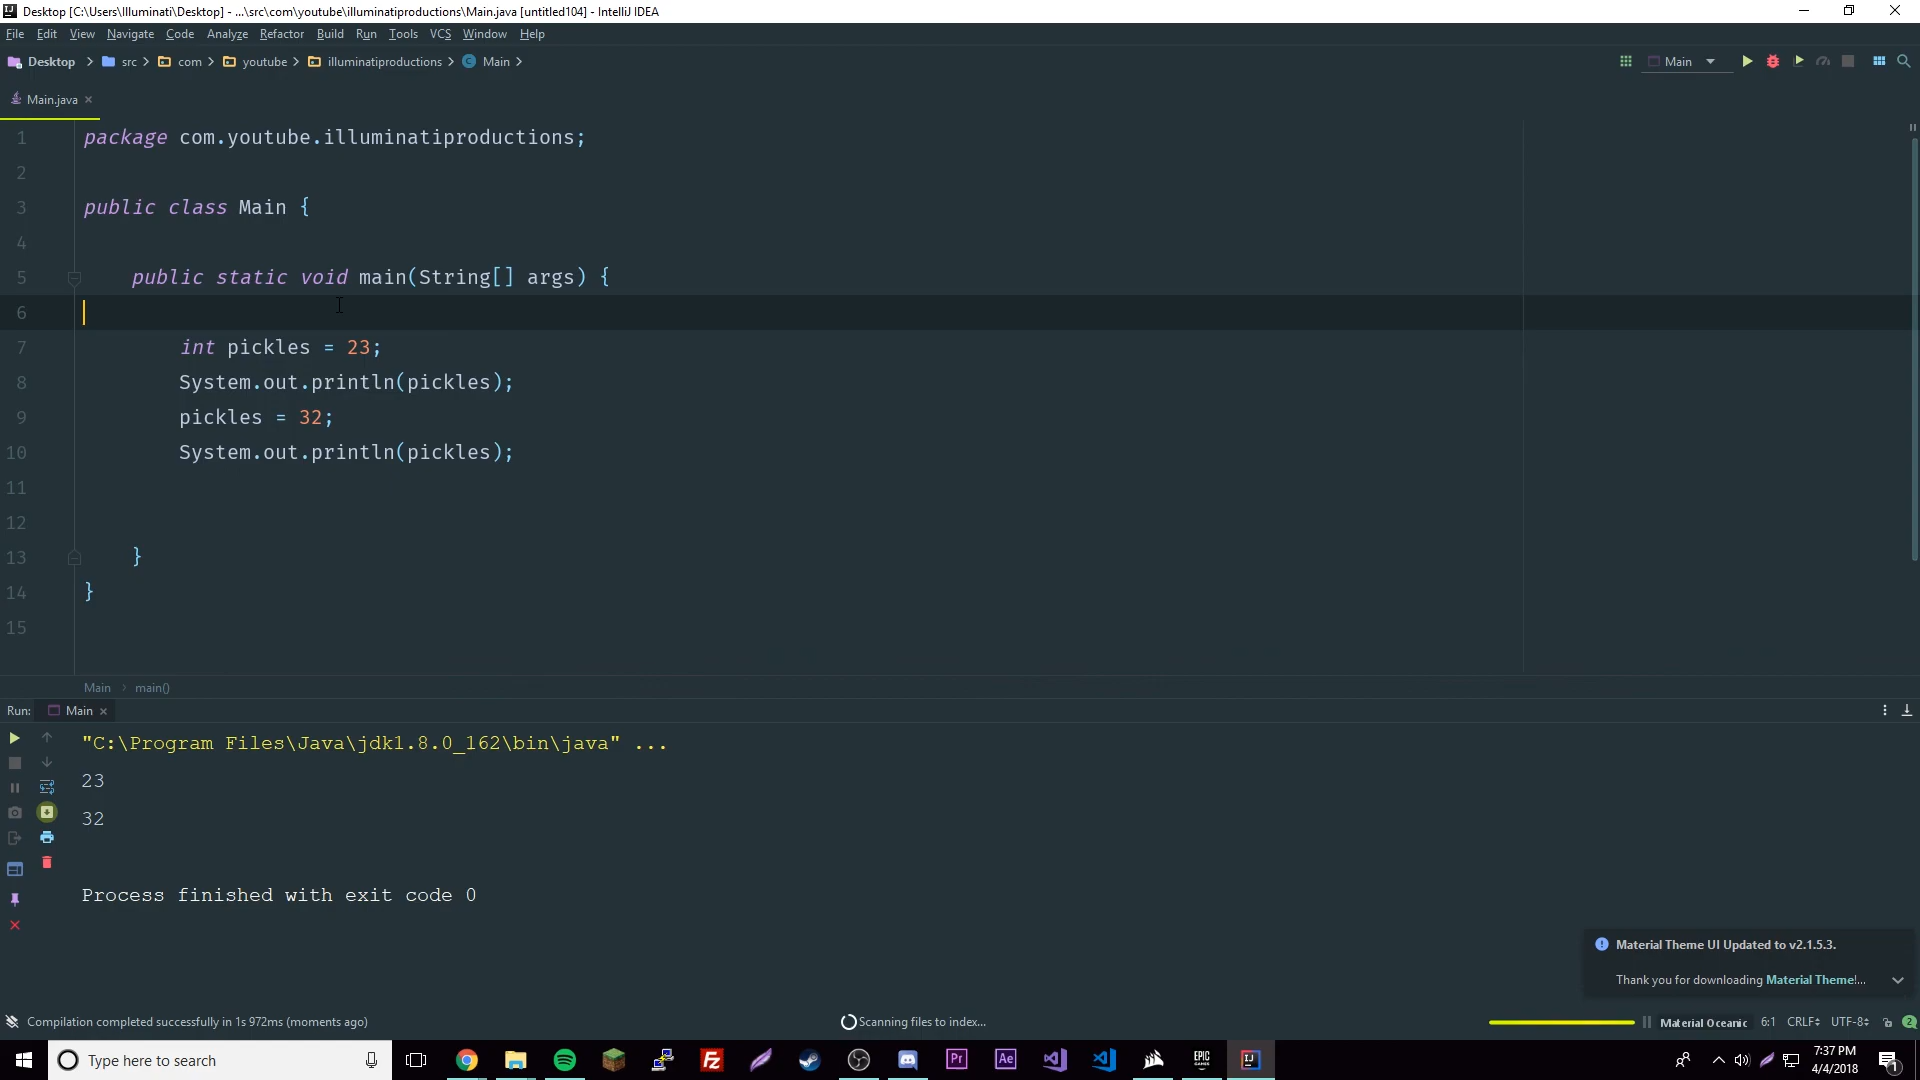 Desktop [C:\Users\Illuminati\Desktop] - ...\src\com\youtube\illuminatiproductions\Main.java [untitled104] - IntelliJ IDEA
File Edit View Navigate Code Analyze Refactor Build Run Tools VCS Window Help
Desktop src com youtube illuminatiproductions Main
Main
Main.java
1 package com.youtube.illuminatiproductions;
2
3 public class Main {
4
5 public static void main(String[] args) {
6
7 int pickles = 23;
8 System.out.println(pickles);
9 pickles = 32;
10 System.out.println(pickles);
11
12
13 }
14 }
15
Main main()
Run: Main
"C:\Program Files\Java\jdk1.8.0_162\bin\java" ...
23
32
Process finished with exit code 0
Material Theme UI Updated to v2.1.5.3.
Thank you for downloading Material Theme!...
Compilation completed successfully in 1s 972ms (moments ago)
Scanning files to index...
Material Oceanic 6:1 CRLF UTF-8 2
Type here to search
Pr
Ae
EPIC GAMES
IJ
7:37 PM
4/4/2018
1